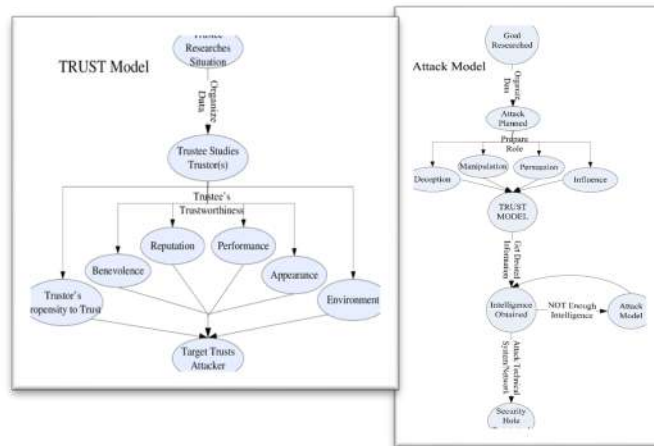 TRUST Model
Trustee
Researches
Situation
Organize
Data
Trustee Studies
Trustor(s)
Trustee's
Trustworthiness
Reputation
Performance
Benevolence
Appearance
Trustor's
ropensity to Trust
Environment
Target Trusts
Attacker
Attack Model
Goal
Researched
Organize
Data
Attack
Planned
Prepare
Role
Manipulation
Persuasion
Deception
Influence
TRUST
MODEL
Get Desired
Information
Intelligence
Obtained
NOT Enough
Intelligence
Attack
Model
Attack Technical
System/Network
Security
Hole